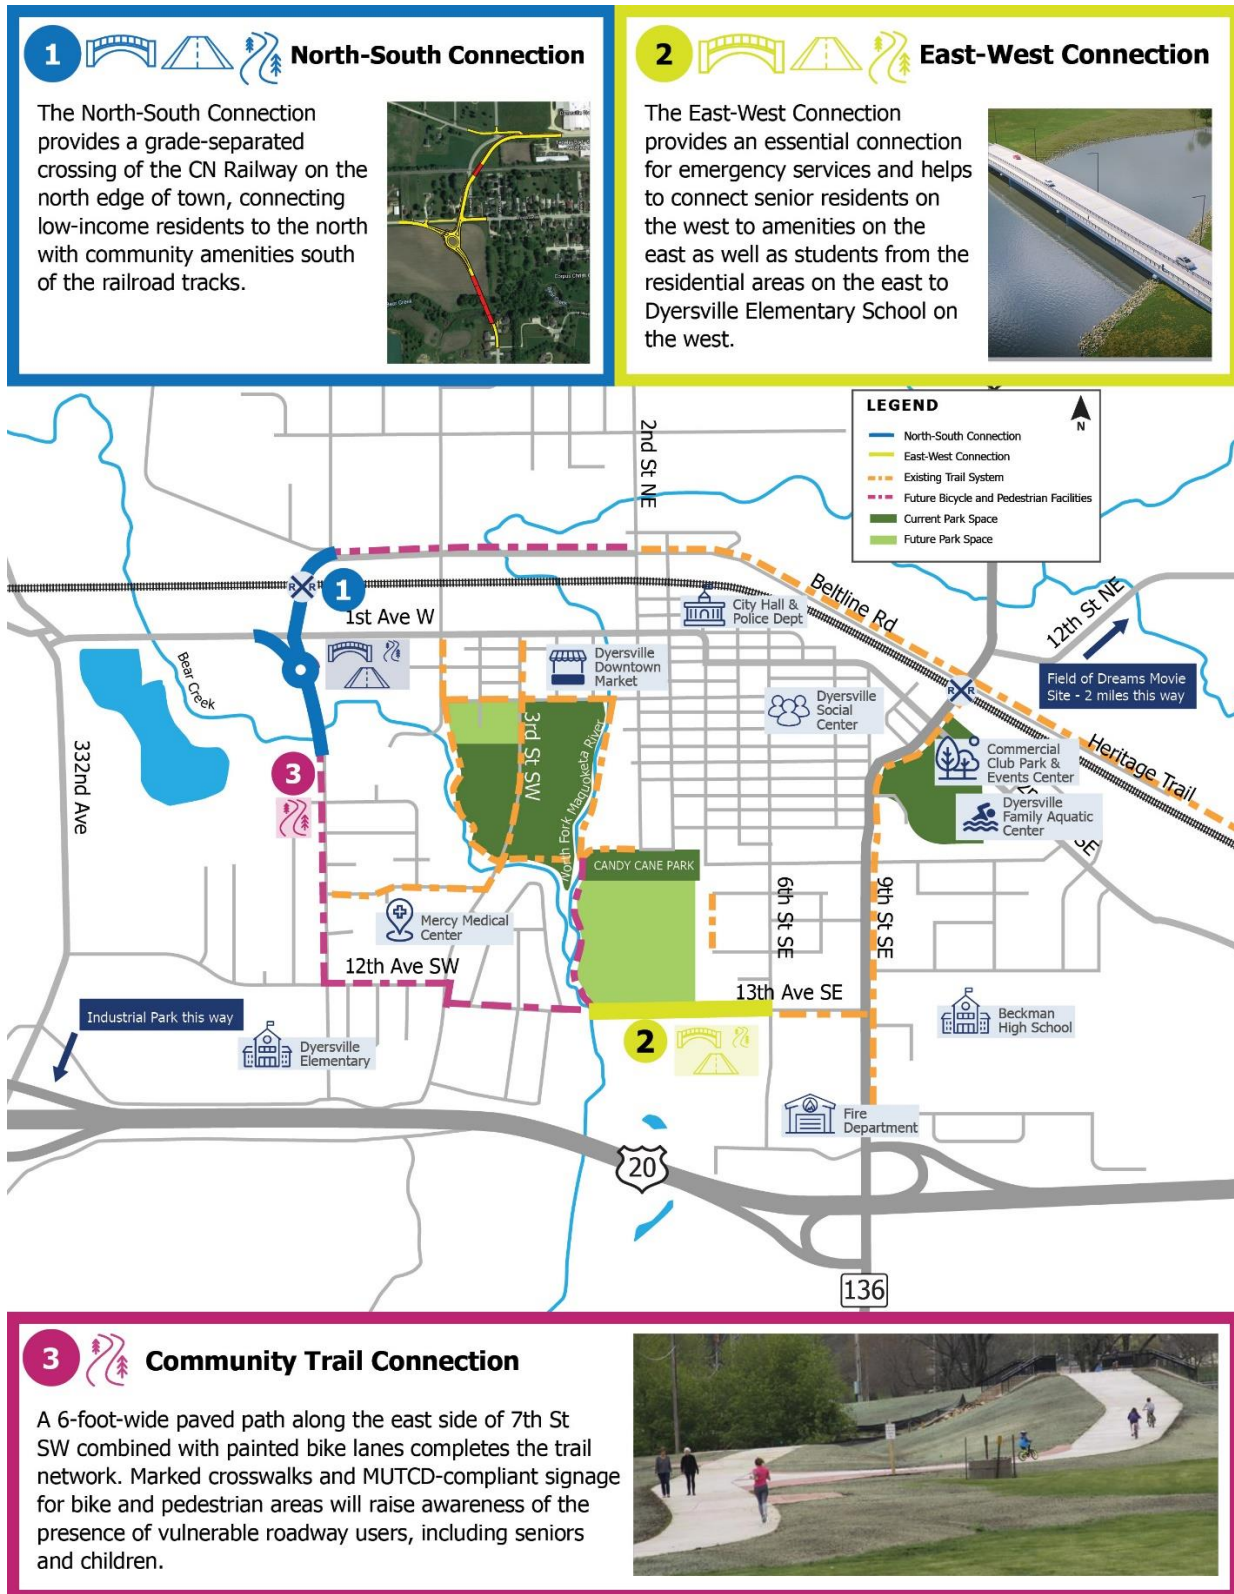 1
North-South Connection
The North-South Connection
provides a grade-separated
crossing of the CN Railway on the
north edge of town, connecting
low-income residents to the north
with community amenities south
of the railroad tracks.
2
East-West Connection
The East-West Connection
provides an essential connection
for emergency services and helps
to connect senior residents on
the west to amenities on the
east as well as students from the
residential areas on the east to
Dyersville Elementary School on
the west.
LEGEND
N
North-South Connection
East-West Connection
Existing Trail System
Future Bicycle and Pedestrian Facilities
Current Park Space
Future Park Space
2nd St NE
R R
1
1st Ave W
City Hall &
Police Dept
Beltline Rd
12th St NE
Field of Dreams Movie
Site - 2 miles this way
Dyersville
Downtown
Market
Bear Creek
Dyersville
Social
Center
R R
332nd Ave
3
3rd St SW
North Fork Maquoketa River
Commercial
Club Park &
Events Center
Heritage Trail
Dyersville
Family Aquatic
Center
SE
CANDY CANE PARK
6th St SE
9th St SE
Mercy Medical
Center
12th Ave SW
13th Ave SE
Industrial Park this way
Dyersville
Elementary
2
Beckman
High School
Fire
Department
20
136
3
Community Trail Connection
A 6-foot-wide paved path along the east side of 7th St
SW combined with painted bike lanes completes the trail
network. Marked crosswalks and MUTCD-compliant signage
for bike and pedestrian areas will raise awareness of the
presence of vulnerable roadway users, including seniors
and children.